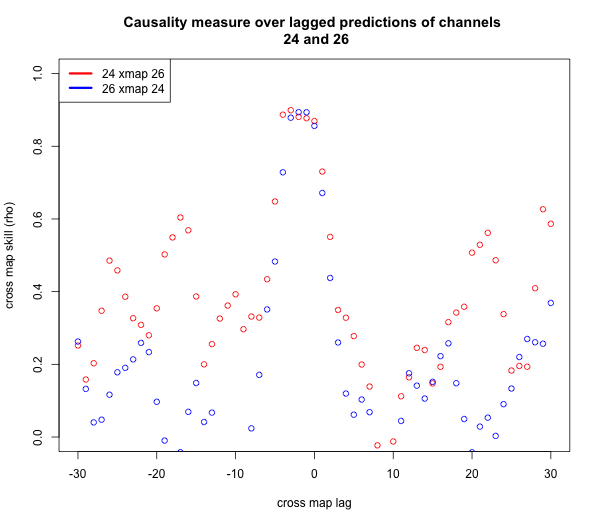 Causality measure over lagged predictions of channels
24 and 26
24 xmap 26
26 xmap 24
cross map skill (rho)
1.0
0.8
0.6
0.4
0.2
0.0
-30 -20 -10 0 10 20 30
cross map lag